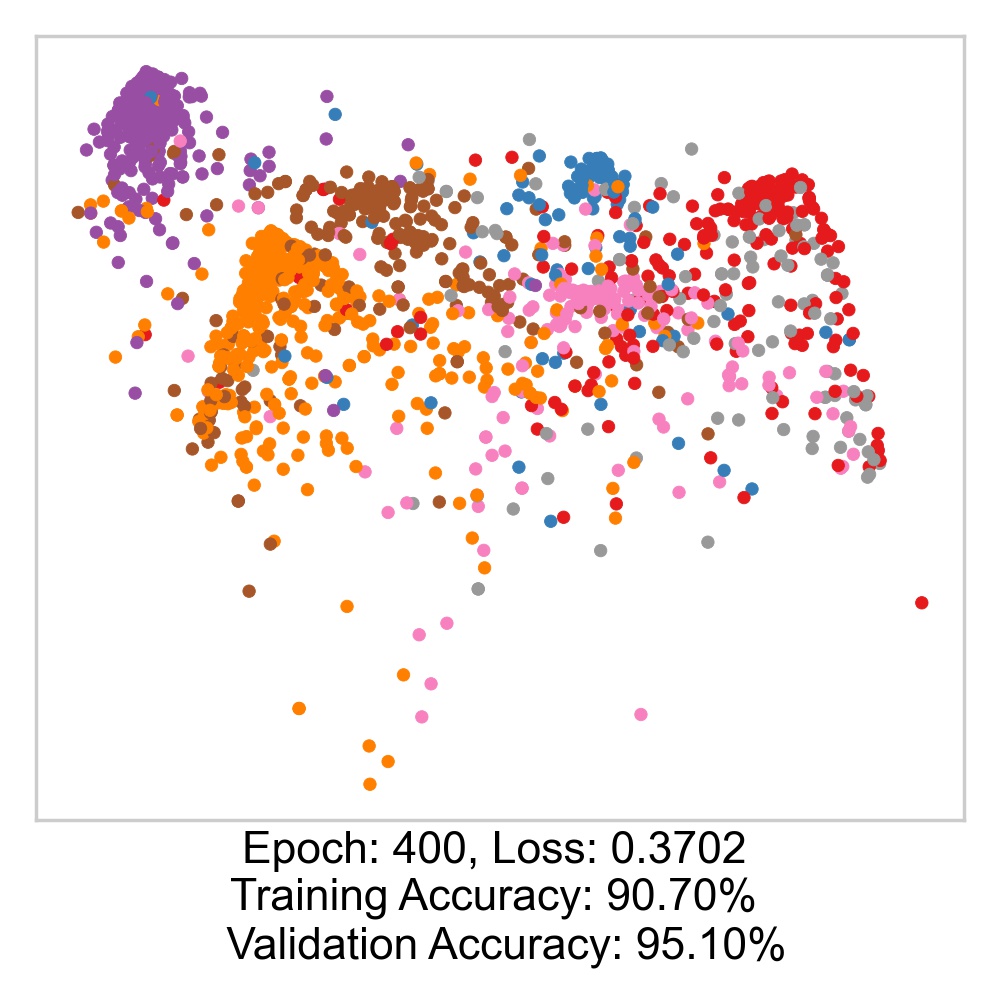 Epoch: 400, Loss: 0.3702
Training Accuracy: 90.70%
Validation Accuracy: 95.10%